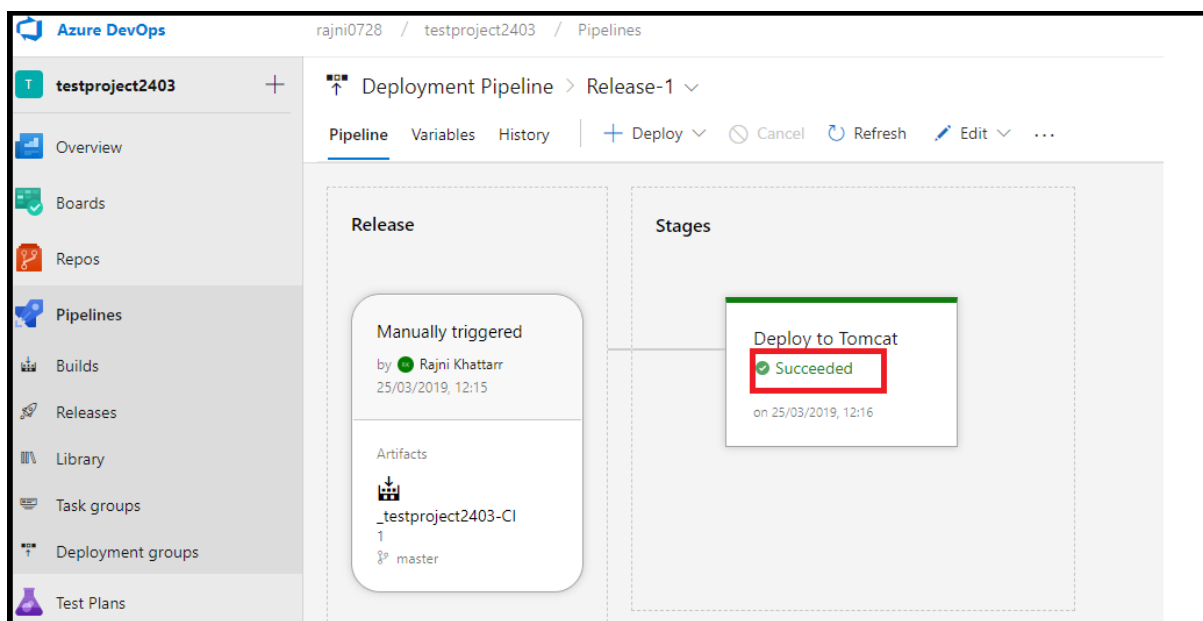 Azure DevOps
rajni0728 / testproject2403 / Pipelines
T testproject2403
Deployment Pipeline > Release-1
Pipeline Variables History Deploy Cancel Refresh Edit ...
Overview
Boards
Repos
Pipelines
Builds
Releases
Library
Task groups
Deployment groups
Test Plans
Release
Manually triggered
by Rajni Khattarr
25/03/2019, 12:15
Artifacts
_testproject2403-CI
1
master
Stages
Deploy to Tomcat
Succeeded
on 25/03/2019, 12:16